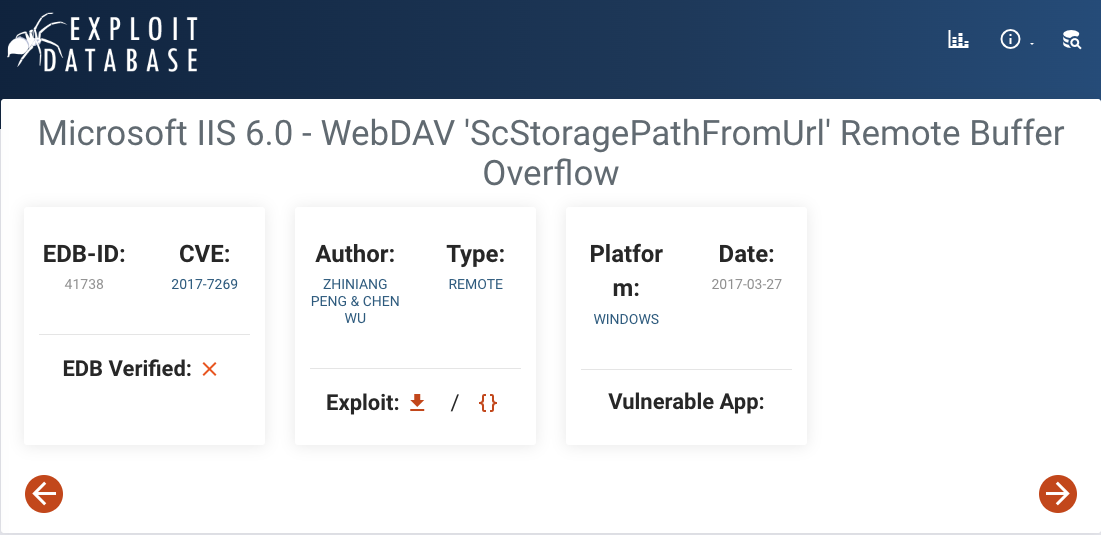 EXPLOIT
DATABASE
Microsoft IIS 6.0 - WebDAV 'ScStoragePathFromUrl' Remote Buffer
Overflow
EDB-ID:
41738
CVE:
2017-7269
EDB Verified:
Author:
ZHINIANG
PENG & CHEN
WU
Type:
REMOTE
Exploit: / {}
Platfor
m:
WINDOWS
Date:
2017-03-27
Vulnerable App: